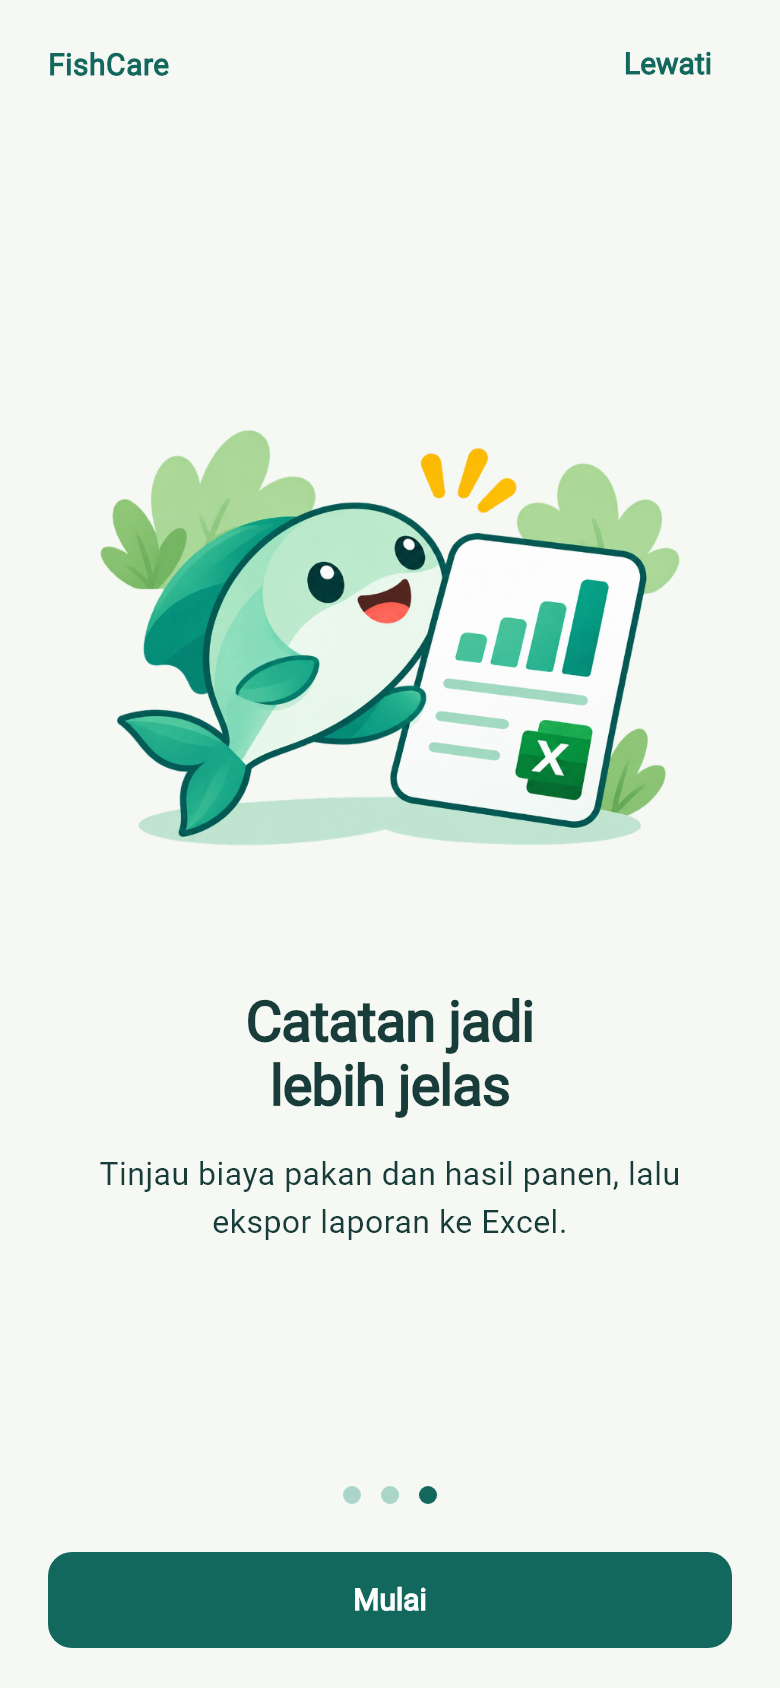 FishCare
Lewati
X
Catatan jadi
lebih jelas
Tinjau biaya pakan dan hasil panen, lalu
ekspor laporan ke Excel.
Mulai